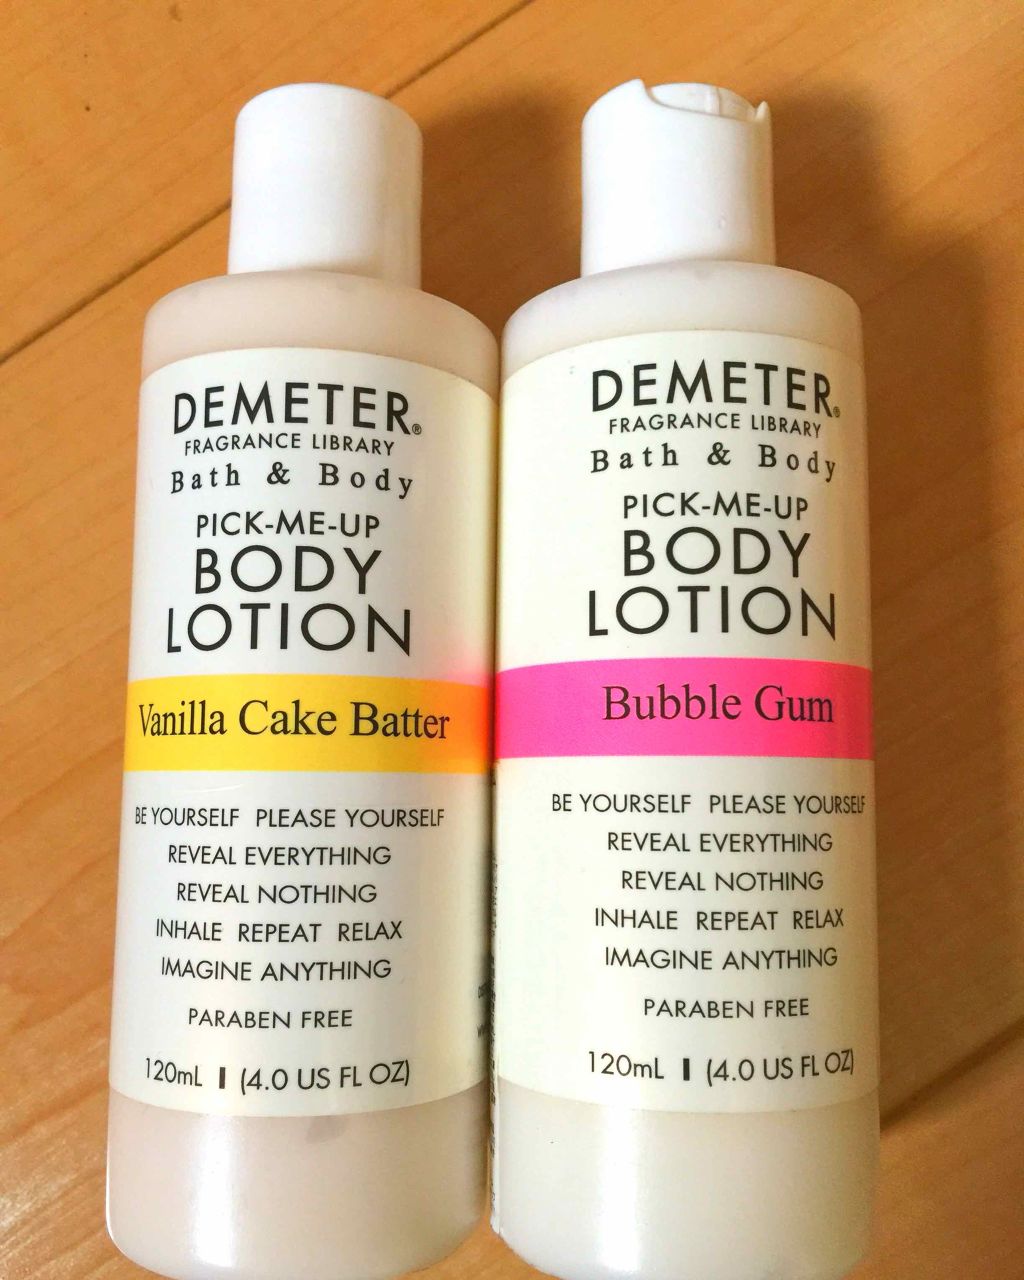 DEMETER®
FRAGRANCE LIBRARY
Bath & Body
PICK-ME-UP
BODY
LOTION
Vanilla Cake Batter
BE YOURSELF PLEASE YOURSELF
REVEAL EVERYTHING
REVEAL NOTHING
INHALE REPEAT RELAX
IMAGINE ANYTHING
PARABEN FREE
120mL | (4.0 US FL OZ)
DEMETER®
FRAGRANCE LIBRARY
Bath & Body
PICK-ME-UP
BODY
LOTION
Bubble Gum
BE YOURSELF PLEASE YOURSELF
REVEAL EVERYTHING
REVEAL NOTHING
INHALE REPEAT RELAX
IMAGINE ANYTHING
PARABEN FREE
120mL | (4.0 US FL OZ)